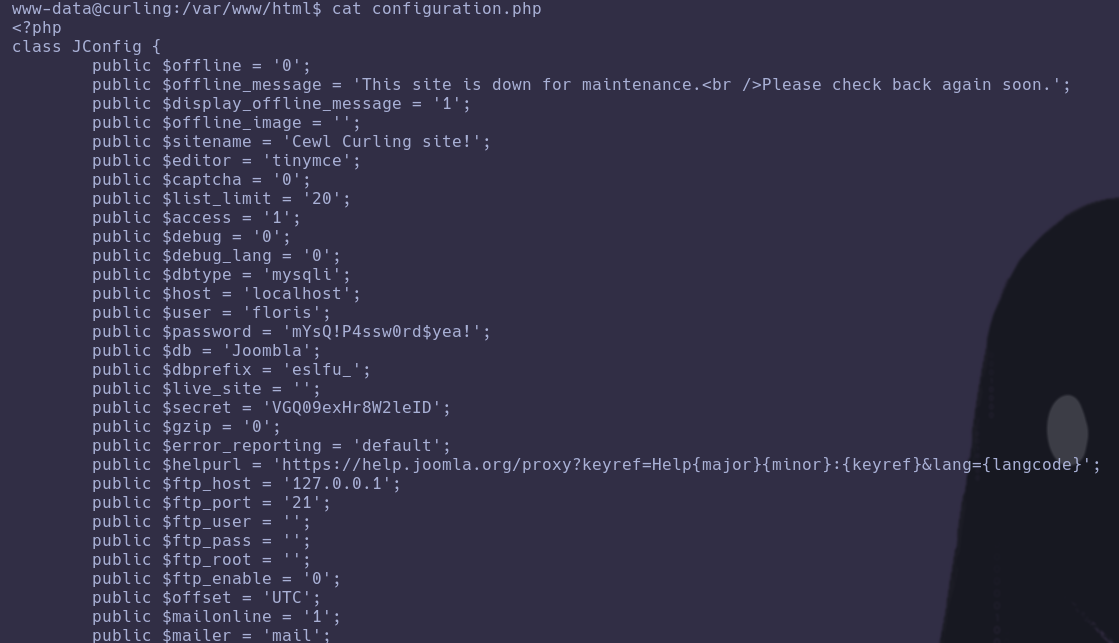 www-data@curling:/var/www/html$ cat configuration.php
<?php
class JConfig {
        public $offline = '0';
        public $offline_message = 'This site is down for maintenance.<br />Please check back again soon.';
        public $display_offline_message = '1';
        public $offline_image = '';
        public $sitename = 'Cewl Curling site!';
        public $editor = 'tinymce';
        public $captcha = '0';
        public $list_limit = '20';
        public $access = '1';
        public $debug = '0';
        public $debug_lang = '0';
        public $dbtype = 'mysqli';
        public $host = 'localhost';
        public $user = 'floris';
        public $password = 'mYsQ!P4ssw0rd$yea!';
        public $db = 'Joombla';
        public $dbprefix = 'eslfu_';
        public $live_site = '';
        public $secret = 'VGQ09exHr8W2leID';
        public $gzip = '0';
        public $error_reporting = 'default';
        public $helpurl = 'https://help.joomla.org/proxy?keyref=Help{major}{minor}:{keyref}&lang={langcode}';
        public $ftp_host = '127.0.0.1';
        public $ftp_port = '21';
        public $ftp_user = '';
        public $ftp_pass = '';
        public $ftp_root = '';
        public $ftp_enable = '0';
        public $offset = 'UTC';
        public $mailonline = '1';
        public $mailer = 'mail';